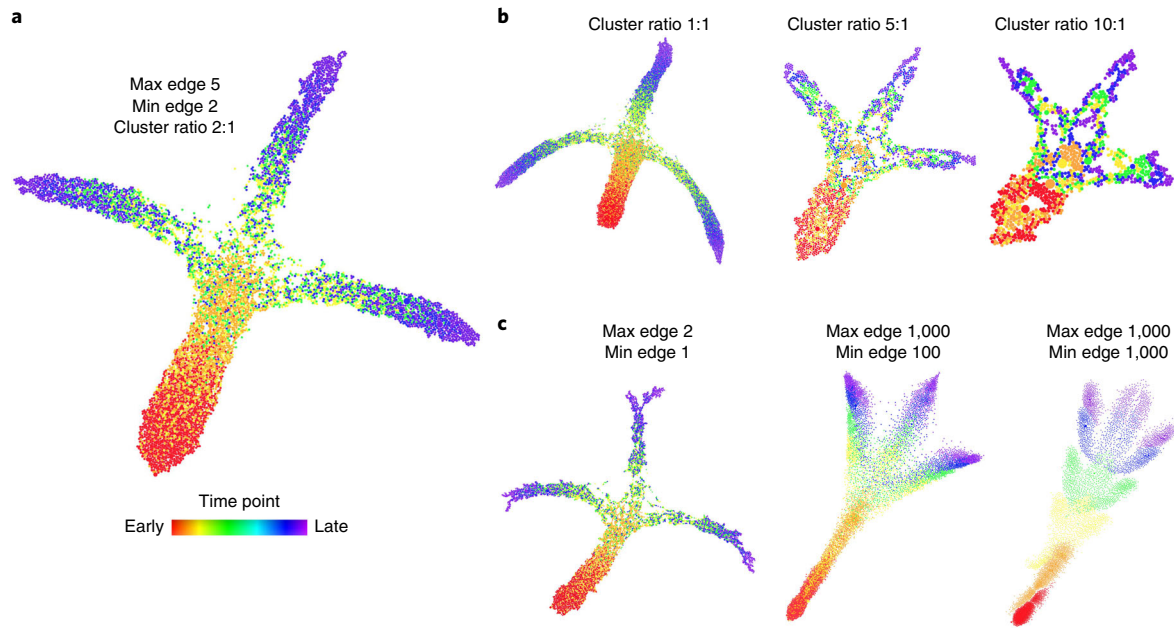 a
Max edge 5
Min edge 2
Cluster ratio 2:1
Time point
Early
Late
b
Cluster ratio 1:1
Cluster ratio 5:1
Cluster ratio 10:1
c
Max edge 2
Min edge 1
Max edge 1,000
Min edge 100
Max edge 1,000
Min edge 1,000